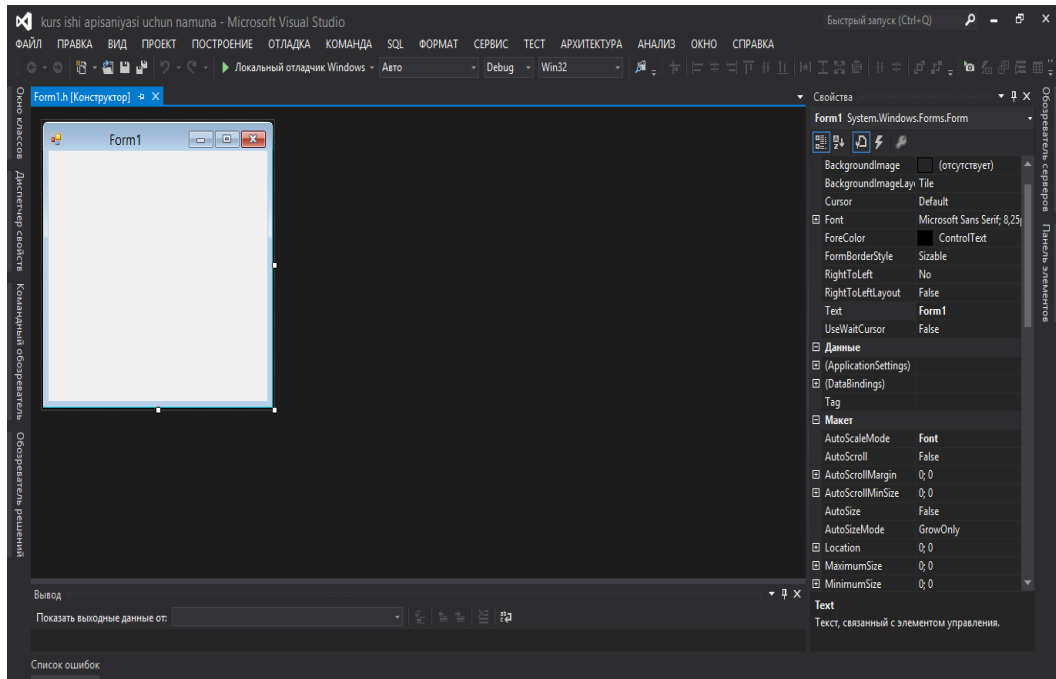 kurs ishi apisaniyasi uchun namuna - Microsoft Visual Studio
Быстрый запуск (Ctrl+Q)
ФАЙЛ ПРАВКА ВИД ПРОЕКТ ПОСТРОЕНИЕ ОТЛАДКА КОМАНДА SQL ФОРМАТ СЕРВИС ТЕСТ АРХИТЕКТУРА АНАЛИЗ ОКНО СПРАВКА
Локальный отладчик Windows Авто Debug Win32
Окно классов
Диспетчер свойств
Командный обозреватель
Обозреватель решений
Form1.h [Конструктор]
Form1
Свойства
Form1 System.Windows.Forms.Form
BackgroundImage (отсутствует)
BackgroundImageLay Tile
Cursor Default
Font Microsoft Sans Serif; 8,25
ForeColor ControlText
FormBorderStyle Sizable
RightToLeft No
RightToLeftLayout False
Text Form1
UseWaitCursor False
Данные
(ApplicationSettings)
(DataBindings)
Tag
Макет
AutoScaleMode Font
AutoScroll False
AutoScrollMargin 0; 0
AutoScrollMinSize 0; 0
AutoSize False
AutoSizeMode GrowOnly
Location 0; 0
MaximumSize 0; 0
MinimumSize 0; 0
Text
Текст, связанный с элементом управления.
Обозреватель серверов
Панель элементов
Вывод
Показать выходные данные от:
Список ошибок